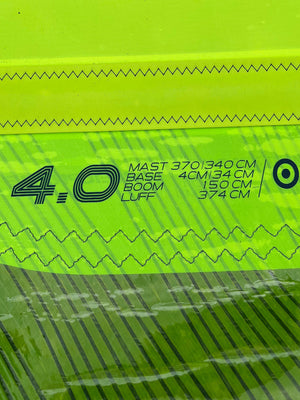 4.0
MAST 370|340 CM
BASE 4CM|34 CM
BOOM 150 CM
LUFF 374 CM